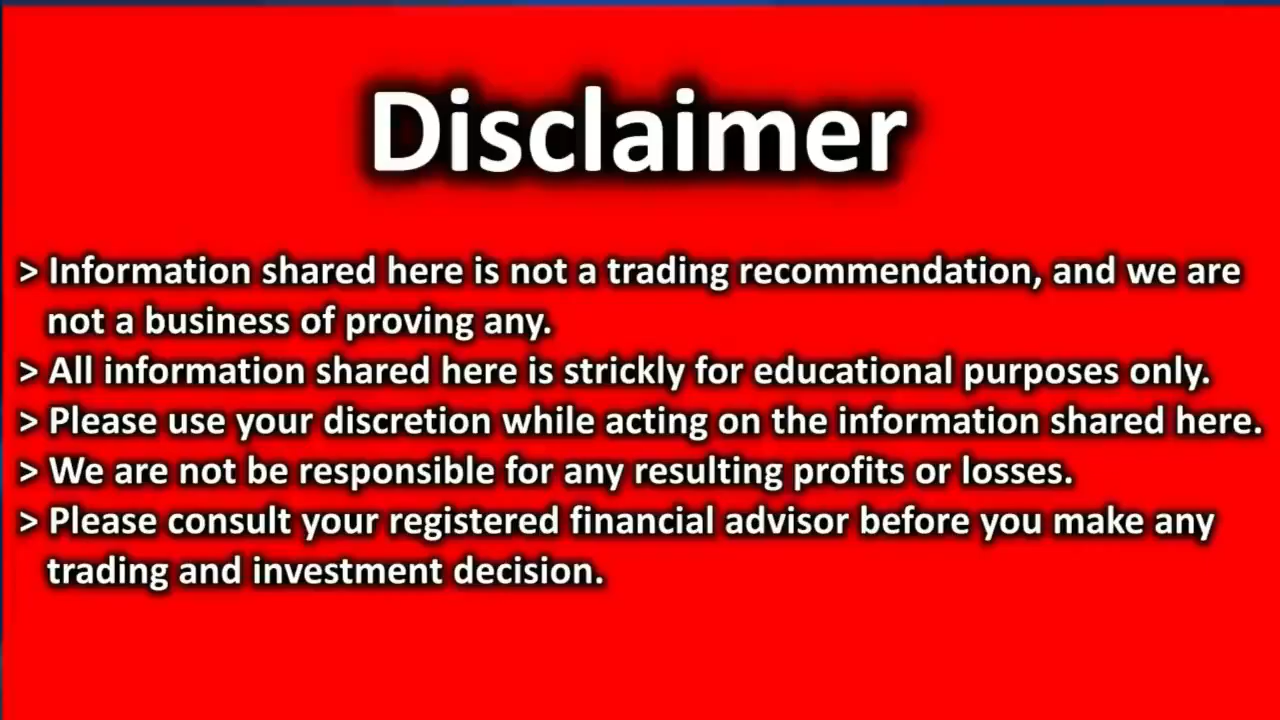 Disclaimer
> Information shared here is not a trading recommendation, and we are
not a business of proving any.
> All information shared here is strickly for educational purposes only.
> Please use your discretion while acting on the information shared here.
> We are not be responsible for any resulting profits or losses.
> Please consult your registered financial advisor before you make any
trading and investment decision.